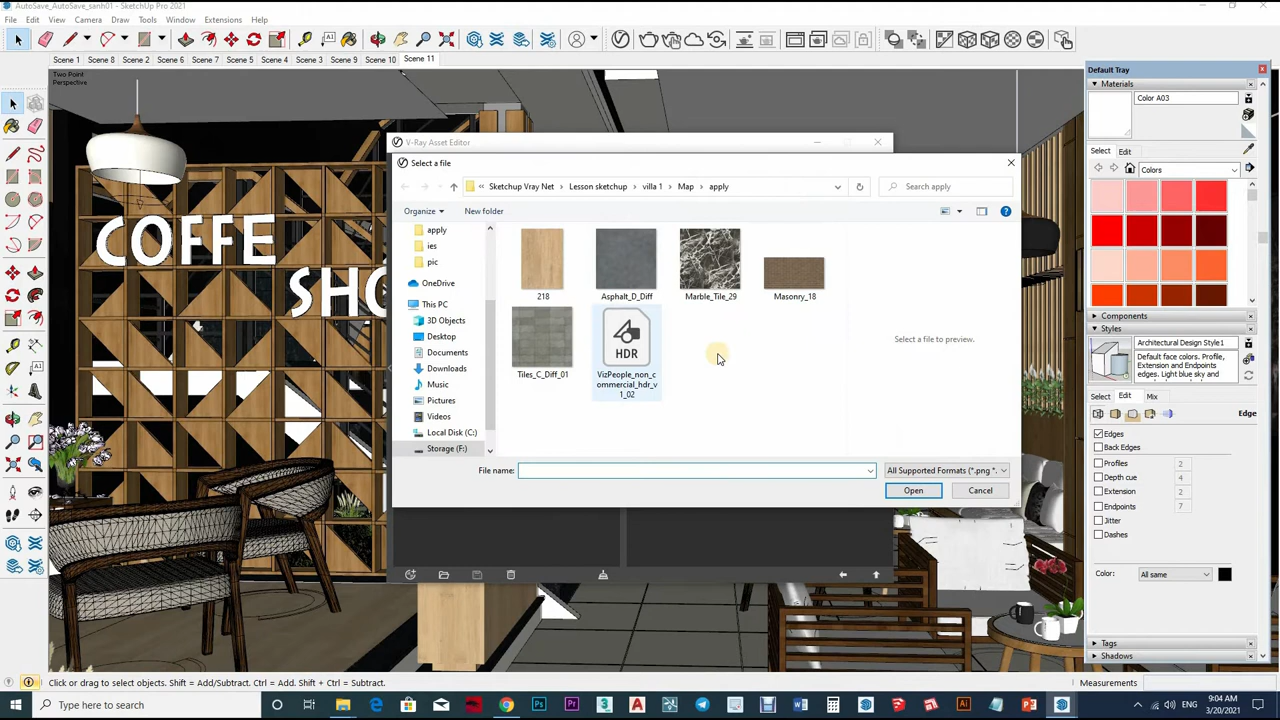 AutoSave_AutoSave_sanh01 - SketchUp Pro 2021
File Edit View Camera Draw Tools Window Extensions Help
Scene 1 Scene 8 Scene 2 Scene 6 Scene 7 Scene 5 Scene 4 Scene 3 Scene 9 Scene 10 Scene 11
Two Point
Perspective
COFFE
SHO
V-Ray Asset Editor
Select a file
« Sketchup Vray Net › Lesson sketchup › villa 1 › Map › apply
Search apply
Organize
New folder
apply
ies
pic
OneDrive
This PC
3D Objects
Desktop
Documents
Downloads
Music
Pictures
Videos
Local Disk (C:)
Storage (F:)
218
Asphalt_D_Diff
Marble_Tile_29
Masonry_18
Tiles_C_Diff_01
HDR
VizPeople_non_c
ommercial_hdr_v
1_02
Select a file to preview.
File name:
All Supported Formats (*.png *.
Open
Cancel
Default Tray
Materials
Color A03
Select Edit
Colors
Components
Styles
Architectural Design Style1
Default face colors. Profile,
Extension and Endpoints
edges. Light blue sky and
Select Edit Mix
Edge
Edges
Back Edges
Profiles 2
Depth cue 4
Extension 2
Endpoints 7
Jitter
Dashes
Color: All same
Tags
Shadows
Click or drag to select objects. Shift = Add/Subtract. Ctrl = Add. Shift + Ctrl = Subtract.
Measurements
Type here to search
9:04 AM
3/20/2021